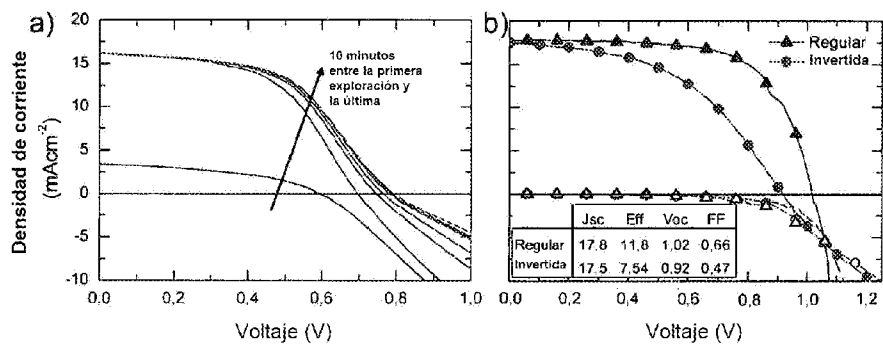 a)
Densidad de corriente
(mAcm⁻²)
20
15
10
5
0
-5
-10
10 minutos
entre la primera
exploración y
la última
0,0 0,2 0,4 0,6 0,8 1,0
Voltaje (V)
b)
Regular
Invertida
Jsc Eff Voc FF
Regular 17,8 11,8 1,02 0,66
Invertida 17.5 7,54 0,92 0,47
0,0 0,2 0,4 0,6 0,8 1,0 1,2
Voltaje (V)